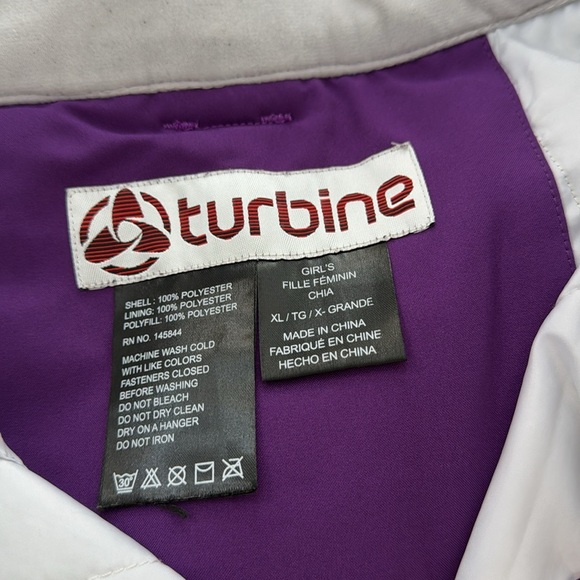 turbine
SHELL: 100% POLYESTER
LINING: 100% POLYESTER
POLYFILL: 100% POLYESTER
RN NO. 145844
MACHINE WASH COLD
WITH LIKE COLORS
FASTENERS CLOSED
BEFORE WASHING
DO NOT BLEACH
DO NOT DRY CLEAN
DRY ON A HANGER
DO NOT IRON
30°
GIRL'S
FILLE FÉMININ
CHIA
XL / TG / X- GRANDE
MADE IN CHINA
FABRIQUÉ EN CHINE
HECHO EN CHINA